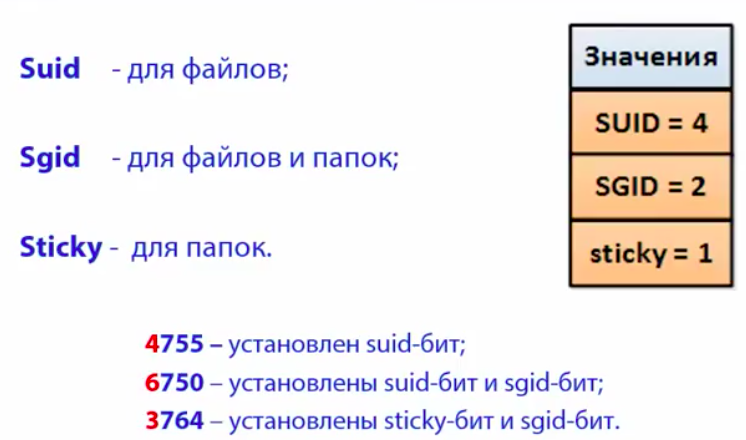 Значения
Suid - для файлов;
SUID = 4
Sgid - для файлов и папок;
SGID = 2
Sticky - для папок.
sticky = 1
4755 – установлен suid-бит;
6750 – установлены suid-бит и sgid-бит;
3764 – установлены sticky-бит и sgid-бит.